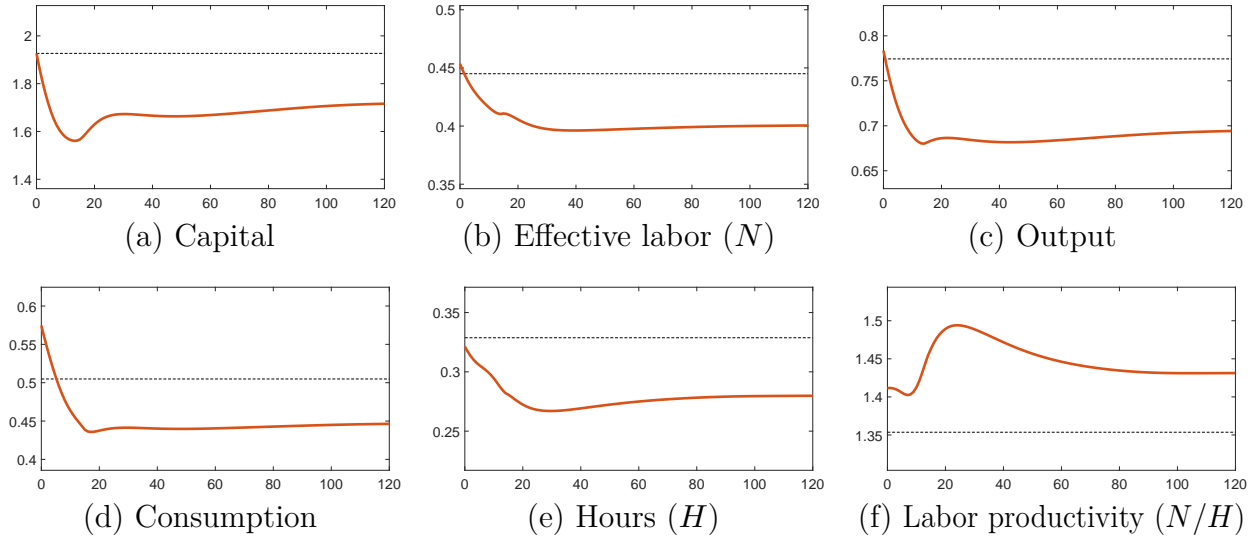 2
1.8
1.6
1.4
0 20 40 60 80 100 120
(a) Capital
0.5
0.45
0.4
0.35
0 20 40 60 80 100 120
(b) Effective labor (N)
0.8
0.75
0.7
0.65
0 20 40 60 80 100 120
(c) Output
0.6
0.55
0.5
0.45
0.4
0 20 40 60 80 100 120
(d) Consumption
0.35
0.3
0.25
0 20 40 60 80 100 120
(e) Hours (H)
1.5
1.45
1.4
1.35
0 20 40 60 80 100 120
(f) Labor productivity (N/H)